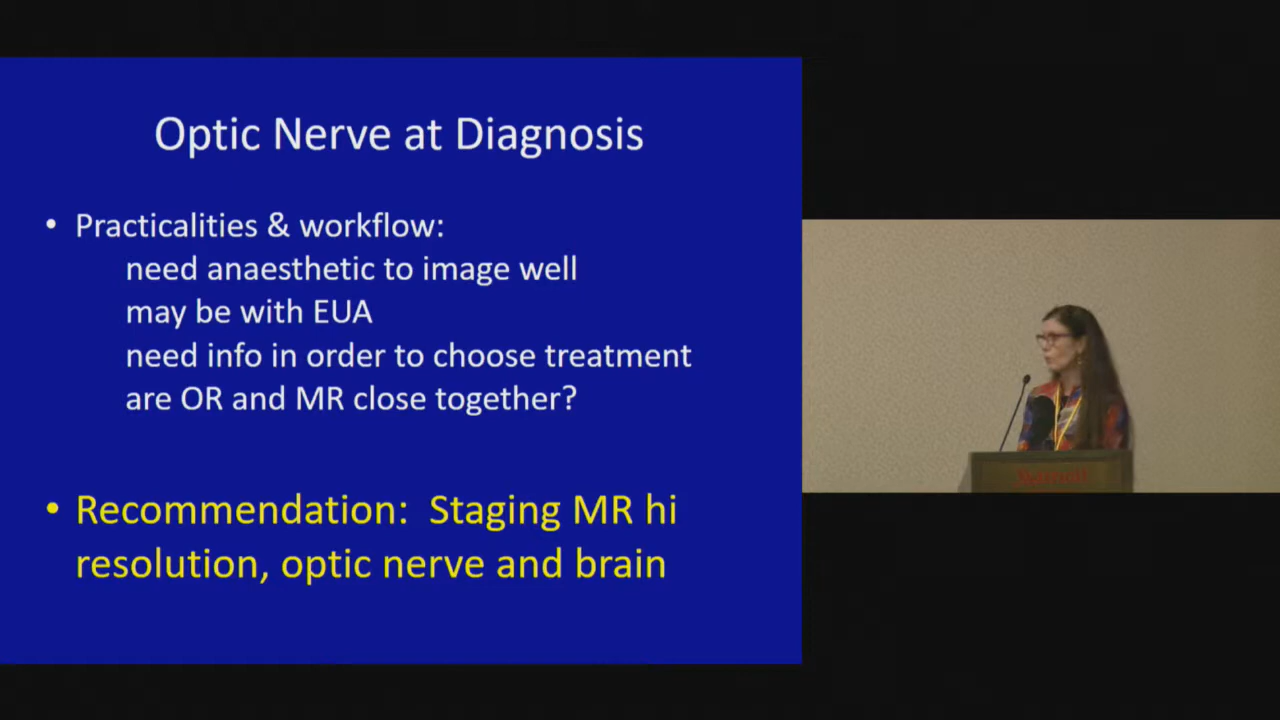 Optic Nerve at Diagnosis
• Practicalities & workflow:
need anaesthetic to image well
may be with EUA
need info in order to choose treatment
are OR and MR close together?
• Recommendation: Staging MR hi
resolution, optic nerve and brain